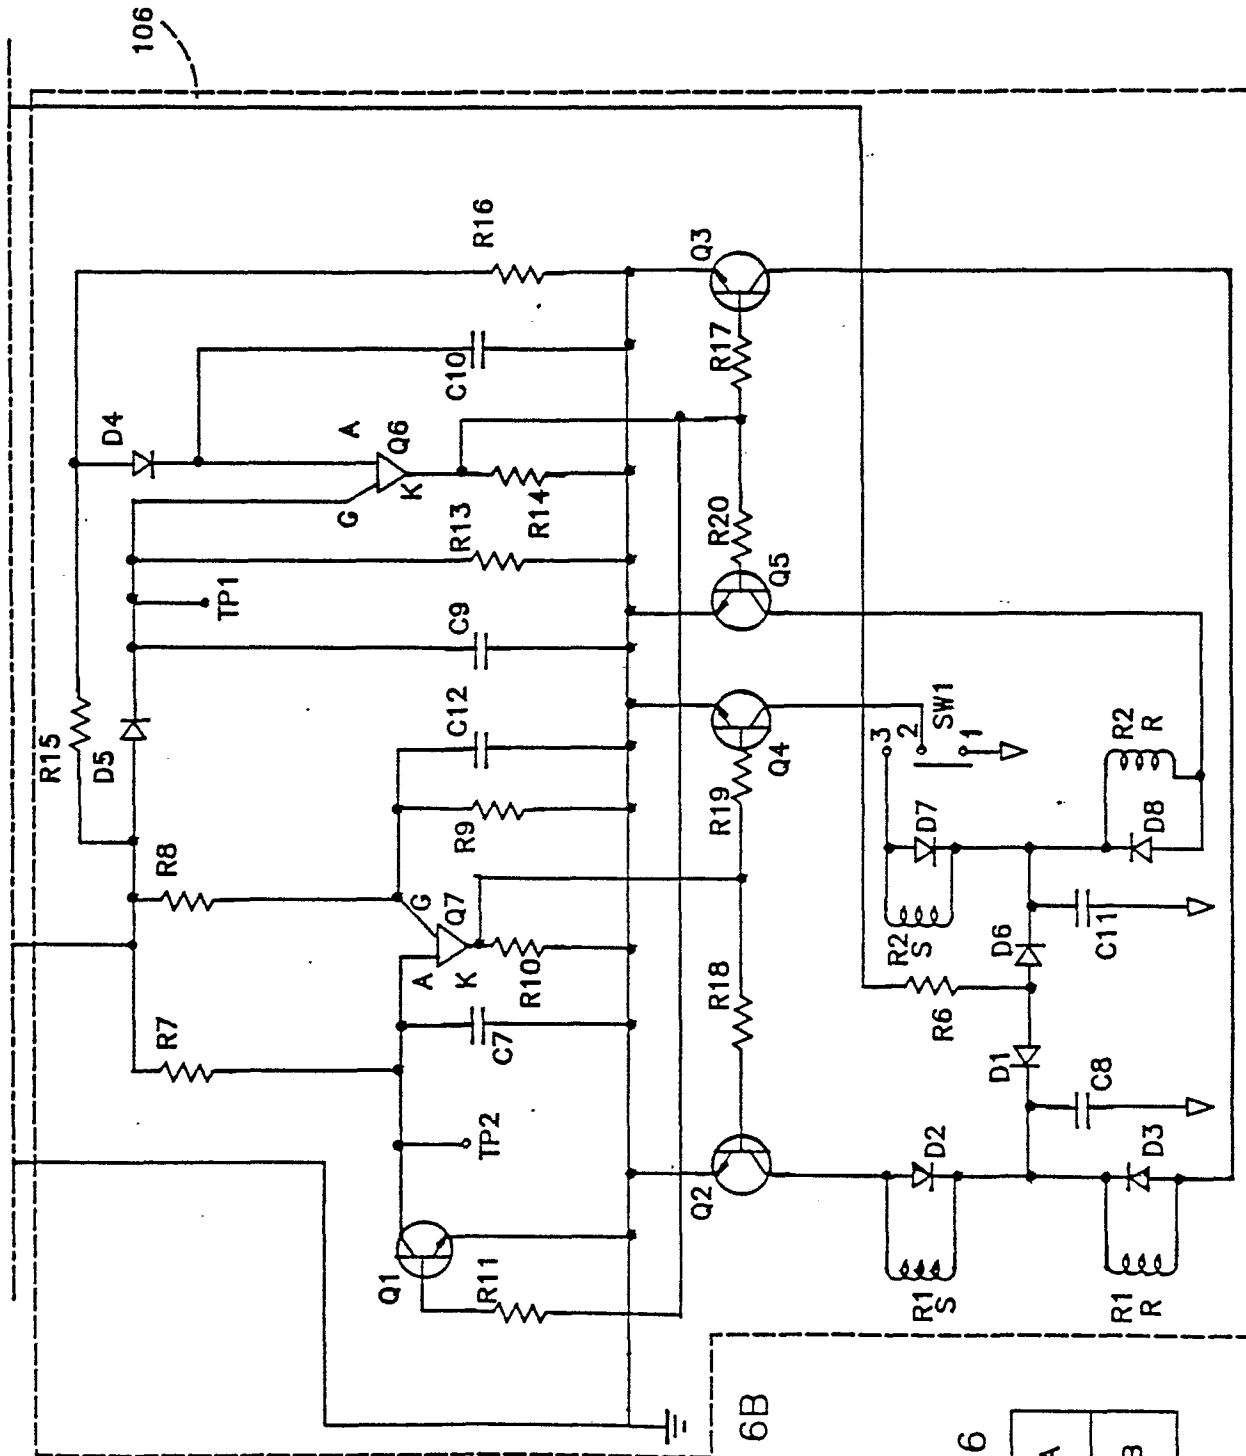 106
R15
D5
D4
R16
R8
R7
TP1
C9
C12
R9
G
Q7
A
K
R10
C7
TP2
Q1
R11
R13
R14
G
A
Q6
K
C10
Q3
R17
R20
Q5
Q4
R19
R18
Q2
3
2
1
SW1
D7
R2
S
R2
R
D8
D6
C11
R6
D1
C8
D2
D3
R1
S
R1
R
6B
6
A
B